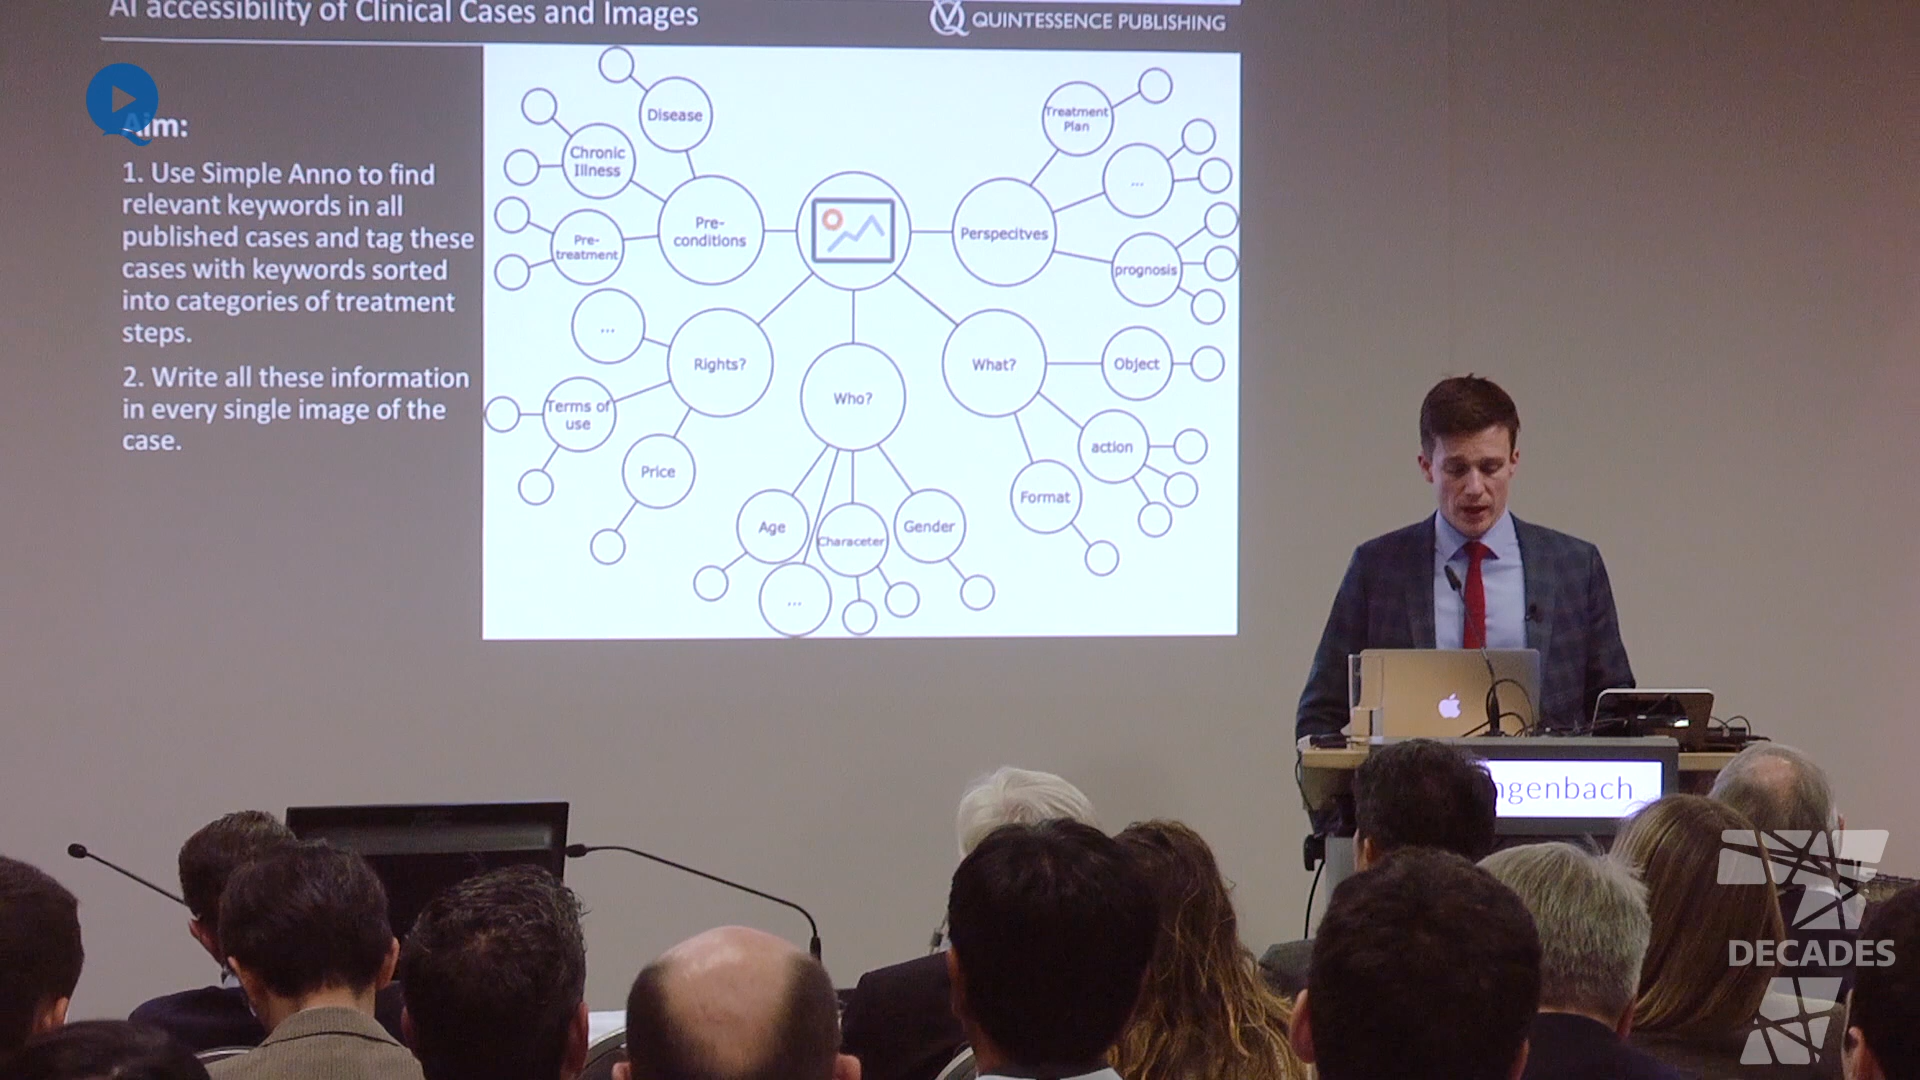 AI accessibility of Clinical Cases and Images
QUINTESSENCE PUBLISHING
Aim:
1. Use Simple Anno to find
relevant keywords in all
published cases and tag these
cases with keywords sorted
into categories of treatment
steps.
2. Write all these information
in every single image of the
case.
Disease
Chronic
Illness
Pre-
treatment
Pre-
conditions
Perspecitves
Treatment
Plan
...
prognosis
...
Rights?
Terms of
use
Price
Who?
Age
Characeter
Gender
...
What?
Object
action
Format
ngenbach
DECADES